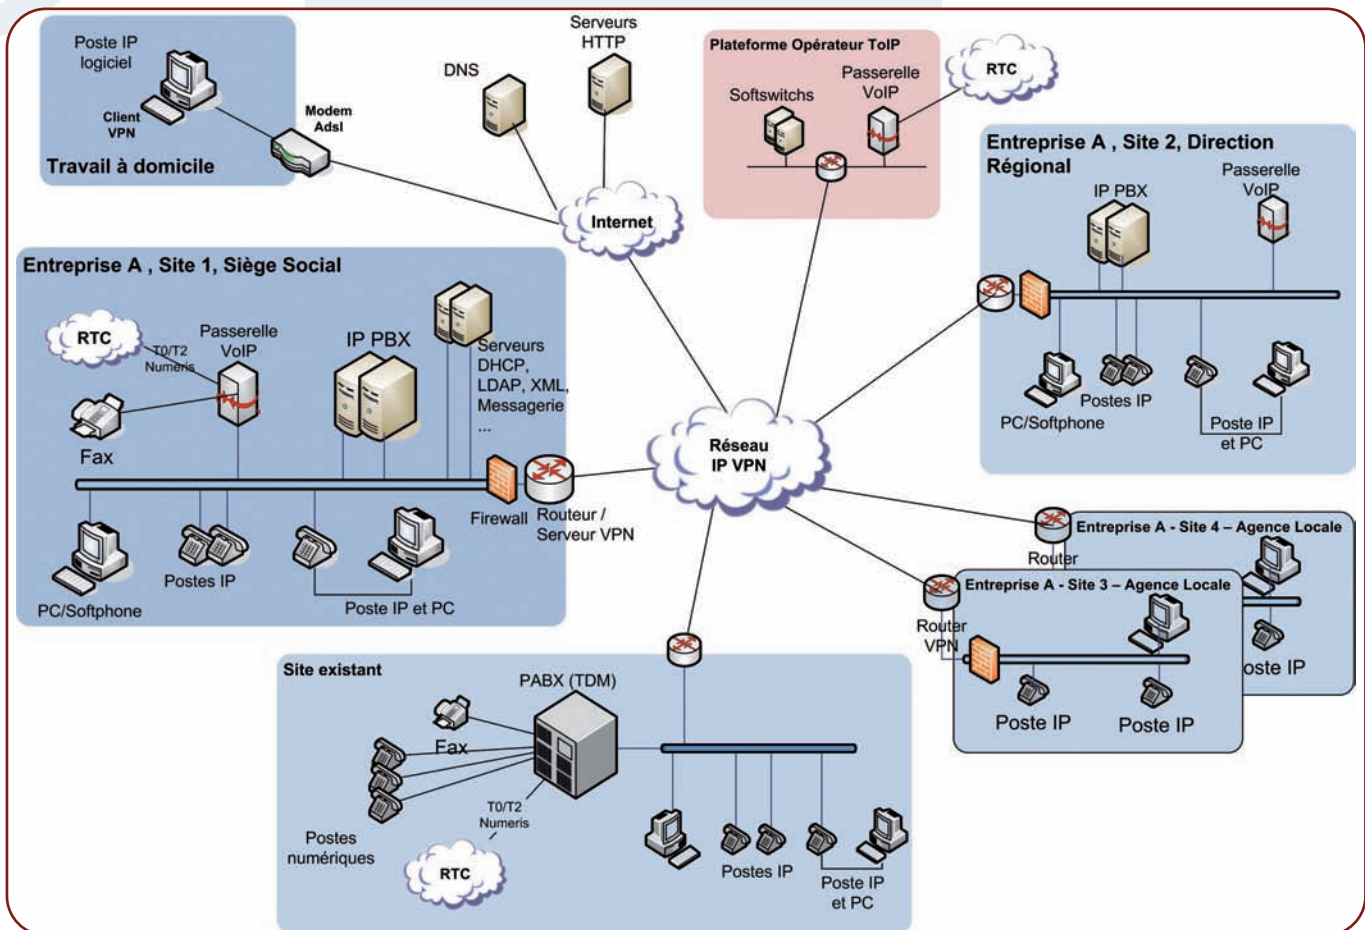 Poste IP
logiciel
Client
VPN
Modem
Adsl
Travail à domicile
DNS
Serveurs
HTTP
Internet
Plateforme Opérateur ToIP
Softswitchs
Passerelle
VoIP
RTC
Entreprise A , Site 2, Direction
Régional
IP PBX
Passerelle
VoIP
PC/Softphone
Postes IP
Poste IP
et PC
Entreprise A , Site 1, Siège Social
RTC
T0/T2
Numeris
Passerelle
VoIP
IP PBX
Serveurs
DHCP,
LDAP, XML,
Messagerie
...
Fax
Firewall
Routeur /
Serveur VPN
PC/Softphone
Postes IP
Poste IP et PC
Réseau
IP VPN
Entreprise A - Site 4 – Agence Locale
Router
oste IP
Entreprise A - Site 3 – Agence Locale
Router
VPN
Poste IP
Poste IP
Site existant
PABX (TDM)
Fax
T0/T2
Numeris
Postes
numériques
RTC
Postes IP
Poste IP
et PC